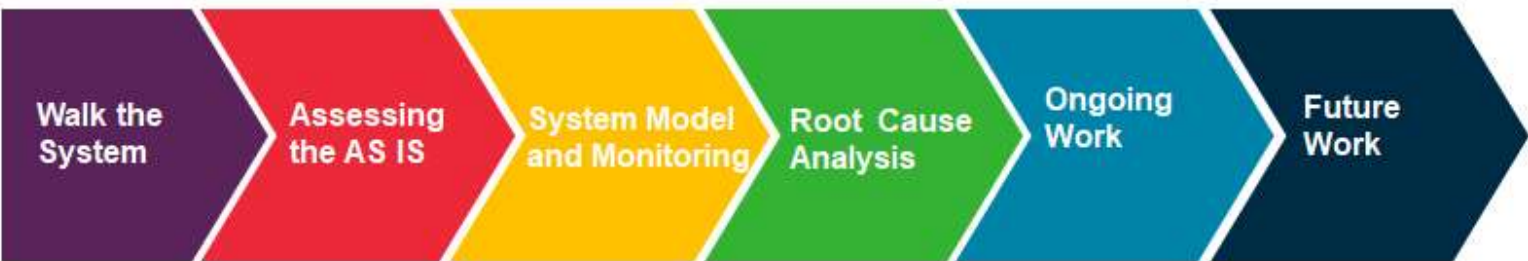 Walk the
System
Assessing
the AS IS
System Model
and Monitoring
Root Cause
Analysis
Ongoing
Work
Future
Work